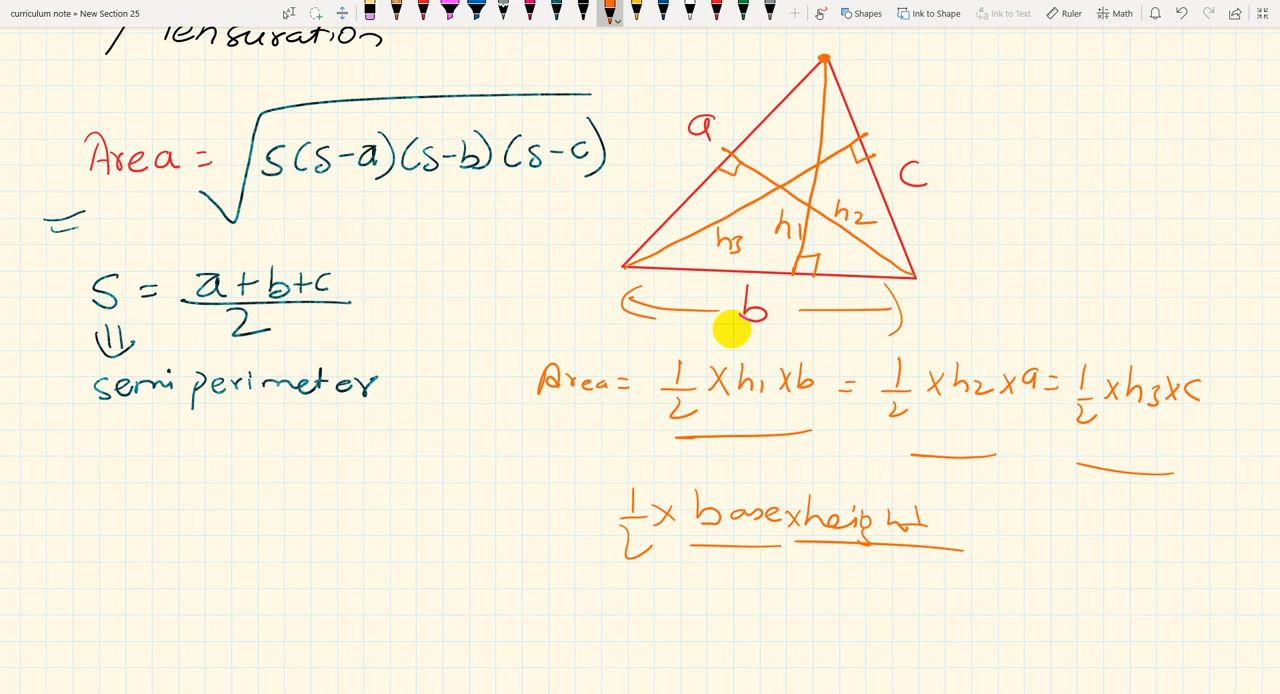 curriculum note » New Section 25
Shapes
Ink to Shape
Ink to Text
Ruler
Math
Mensuration
Area = √s(s-a)(s-b)(s-c)
S = a+b+c / 2
semi perimeter
a
c
h3
h1
h2
b
Area = 1/2 × h1 × b = 1/2 × h2 × a = 1/2 × h3 × c
1/2 × base × height